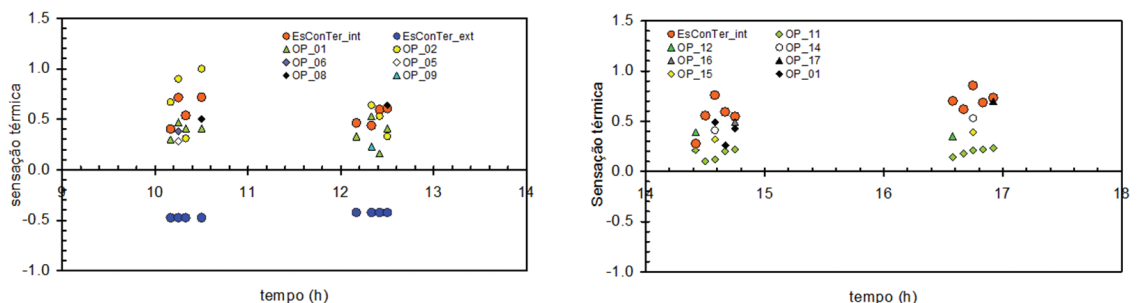 1.5
EsConTer_int EsConTer_ext
OP_01 OP_02
OP_06 OP_05
OP_08 OP_09
1.0
0.5
0.0
-0.5
-1.0
9 10 11 12 13 14
sensação térmica
tempo (h)
1.5
EsConTer_int OP_11
OP_12 OP_14
OP_16 OP_17
OP_15 OP_01
1.0
0.5
0.0
-0.5
-1.0
14 15 16 17 18
Sensação térmica
tempo (h)